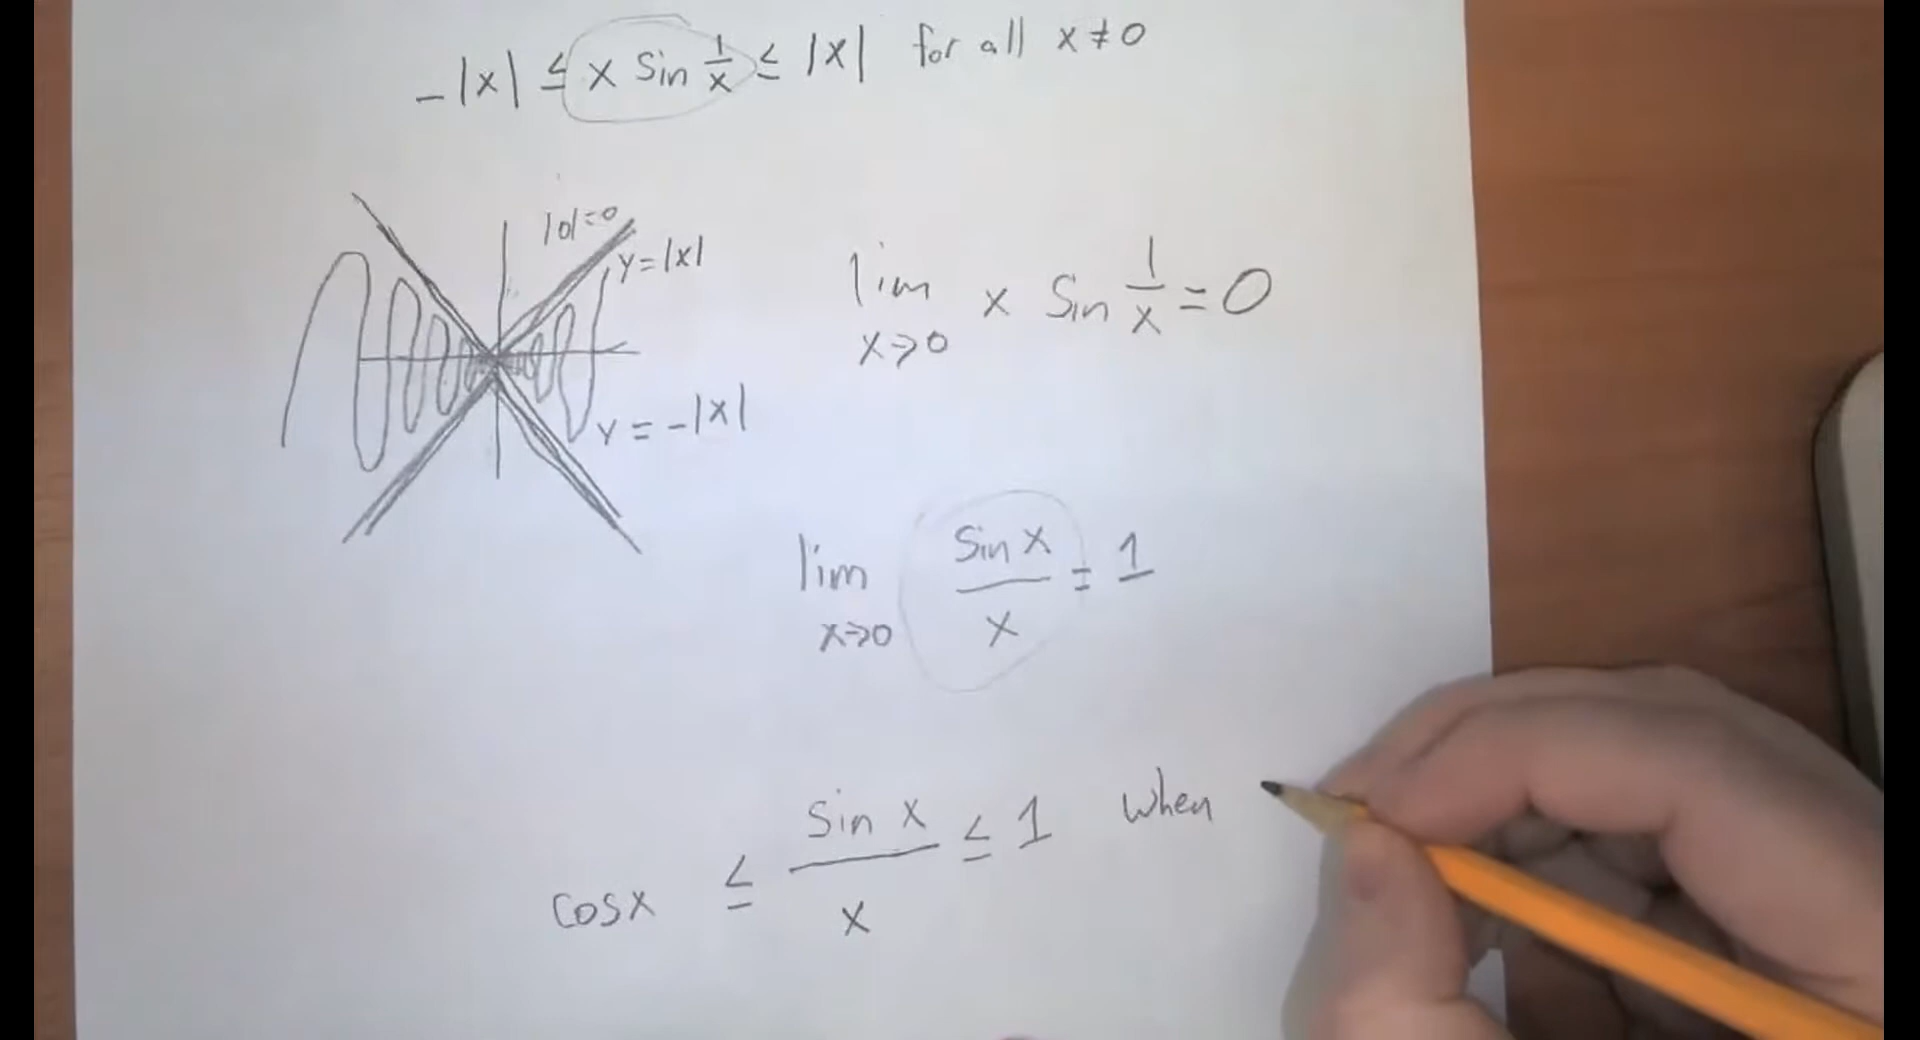 -|x| ≤ x sin 1/x ≤ |x| for all x ≠ 0
|0|=0
y=|x|
lim x→0 x sin 1/x = 0
y = -|x|
lim x→0 sin x/x = 1
cosx ≤ sin x/x ≤ 1 when